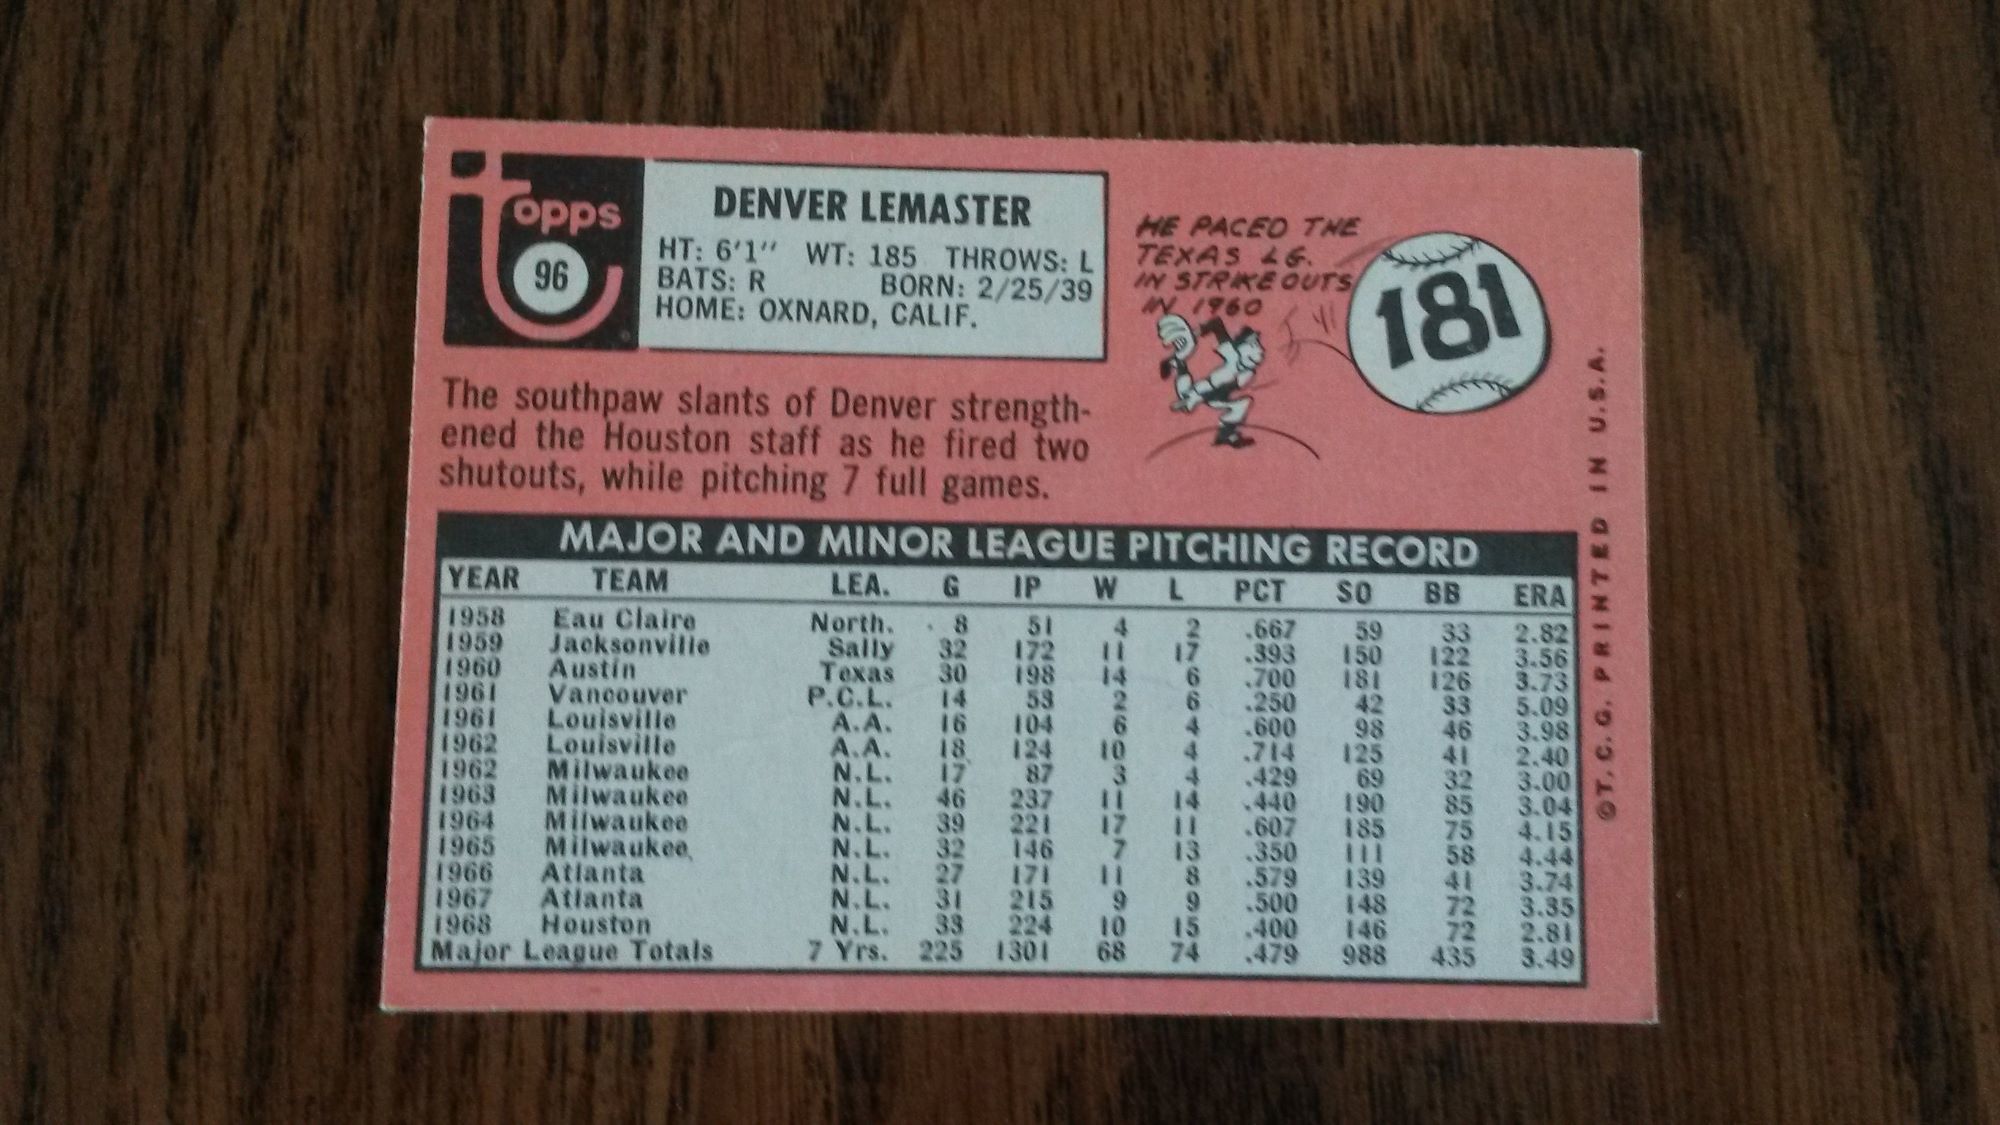 Topps
96
DENVER LEMASTER
HT: 6'1" WT: 185 THROWS: L
BATS: R BORN: 2/25/39
HOME: OXNARD, CALIF.
HE PACED THE
TEXAS LG.
IN STRIKEOUTS
IN 1960
181
The southpaw slants of Denver strength-
ened the Houston staff as he fired two
shutouts, while pitching 7 full games.
MAJOR AND MINOR LEAGUE PITCHING RECORD
YEAR TEAM LEA. G IP W L PCT SO BB ERA
1958 Eau Claire North. 8 51 4 2 .667 59 33 2.82
1959 Jacksonville Sally 32 172 11 17 .393 150 122 3.56
1960 Austin Texas 30 198 14 6 .700 181 126 3.73
1961 Vancouver P.C.L. 14 53 2 6 .250 42 33 5.09
1961 Louisville A.A. 16 104 6 4 .600 98 46 3.98
1962 Louisville A.A. 18 124 10 4 .714 125 41 2.40
1962 Milwaukee N.L. 17 87 3 4 .429 69 32 3.00
1963 Milwaukee N.L. 46 237 11 14 .440 190 85 3.04
1964 Milwaukee N.L. 39 221 17 11 .607 185 75 4.15
1965 Milwaukee N.L. 32 146 7 13 .350 111 58 4.44
1966 Atlanta N.L. 27 171 11 8 .579 139 41 3.74
1967 Atlanta N.L. 31 215 9 9 .500 148 72 3.35
1968 Houston N.L. 33 224 10 15 .400 146 72 2.81
Major League Totals 7 Yrs. 225 1301 68 74 .479 988 435 3.49
©T.C.G. PRINTED IN U.S.A.